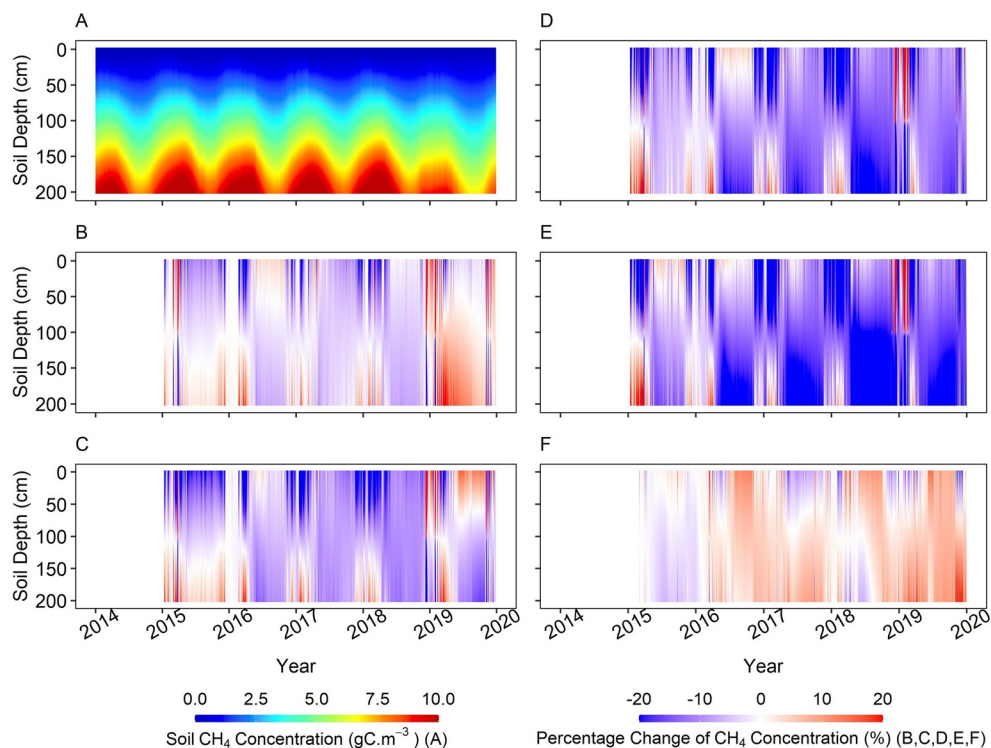 A
0
50
100
150
200
Soil Depth (cm)
B
0
50
100
150
200
Soil Depth (cm)
C
0
50
100
150
200
Soil Depth (cm)
2014 2015 2016 2017 2018 2019 2020
Year
0.0 2.5 5.0 7.5 10.0
Soil CH₄ Concentration (gC.m⁻³ ) (A)
D
E
F
2014 2015 2016 2017 2018 2019 2020
Year
-20 -10 0 10 20
Percentage Change of CH₄ Concentration (%) (B,C,D,E,F)